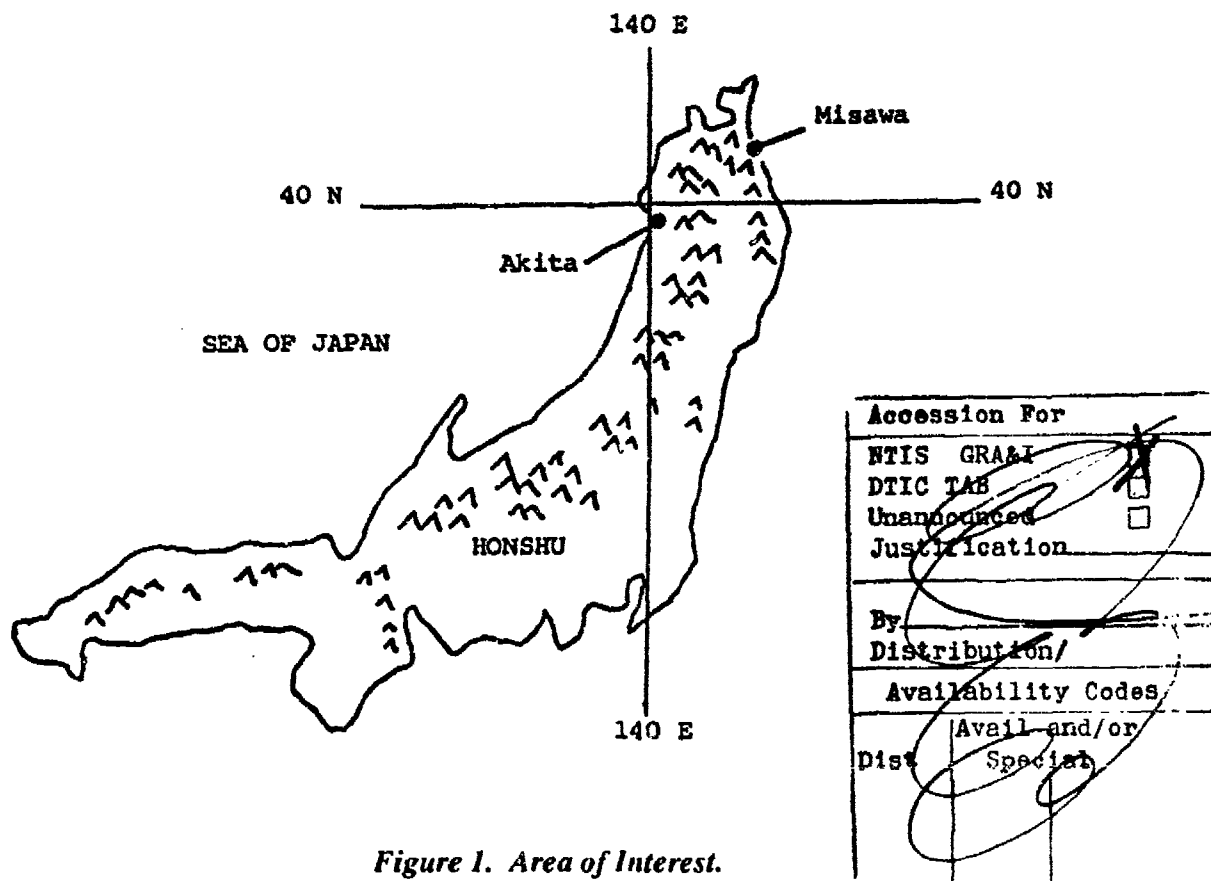 140 E
Misawa
40 N
40 N
Akita
SEA OF JAPAN
HONSHU
140 E
Figure 1. Area of Interest.
Accession For
NTIS GRA&I
DTIC TAB
Unannounced
Justification
By
Distribution/
Availability Codes
Avail and/or
Dist Special